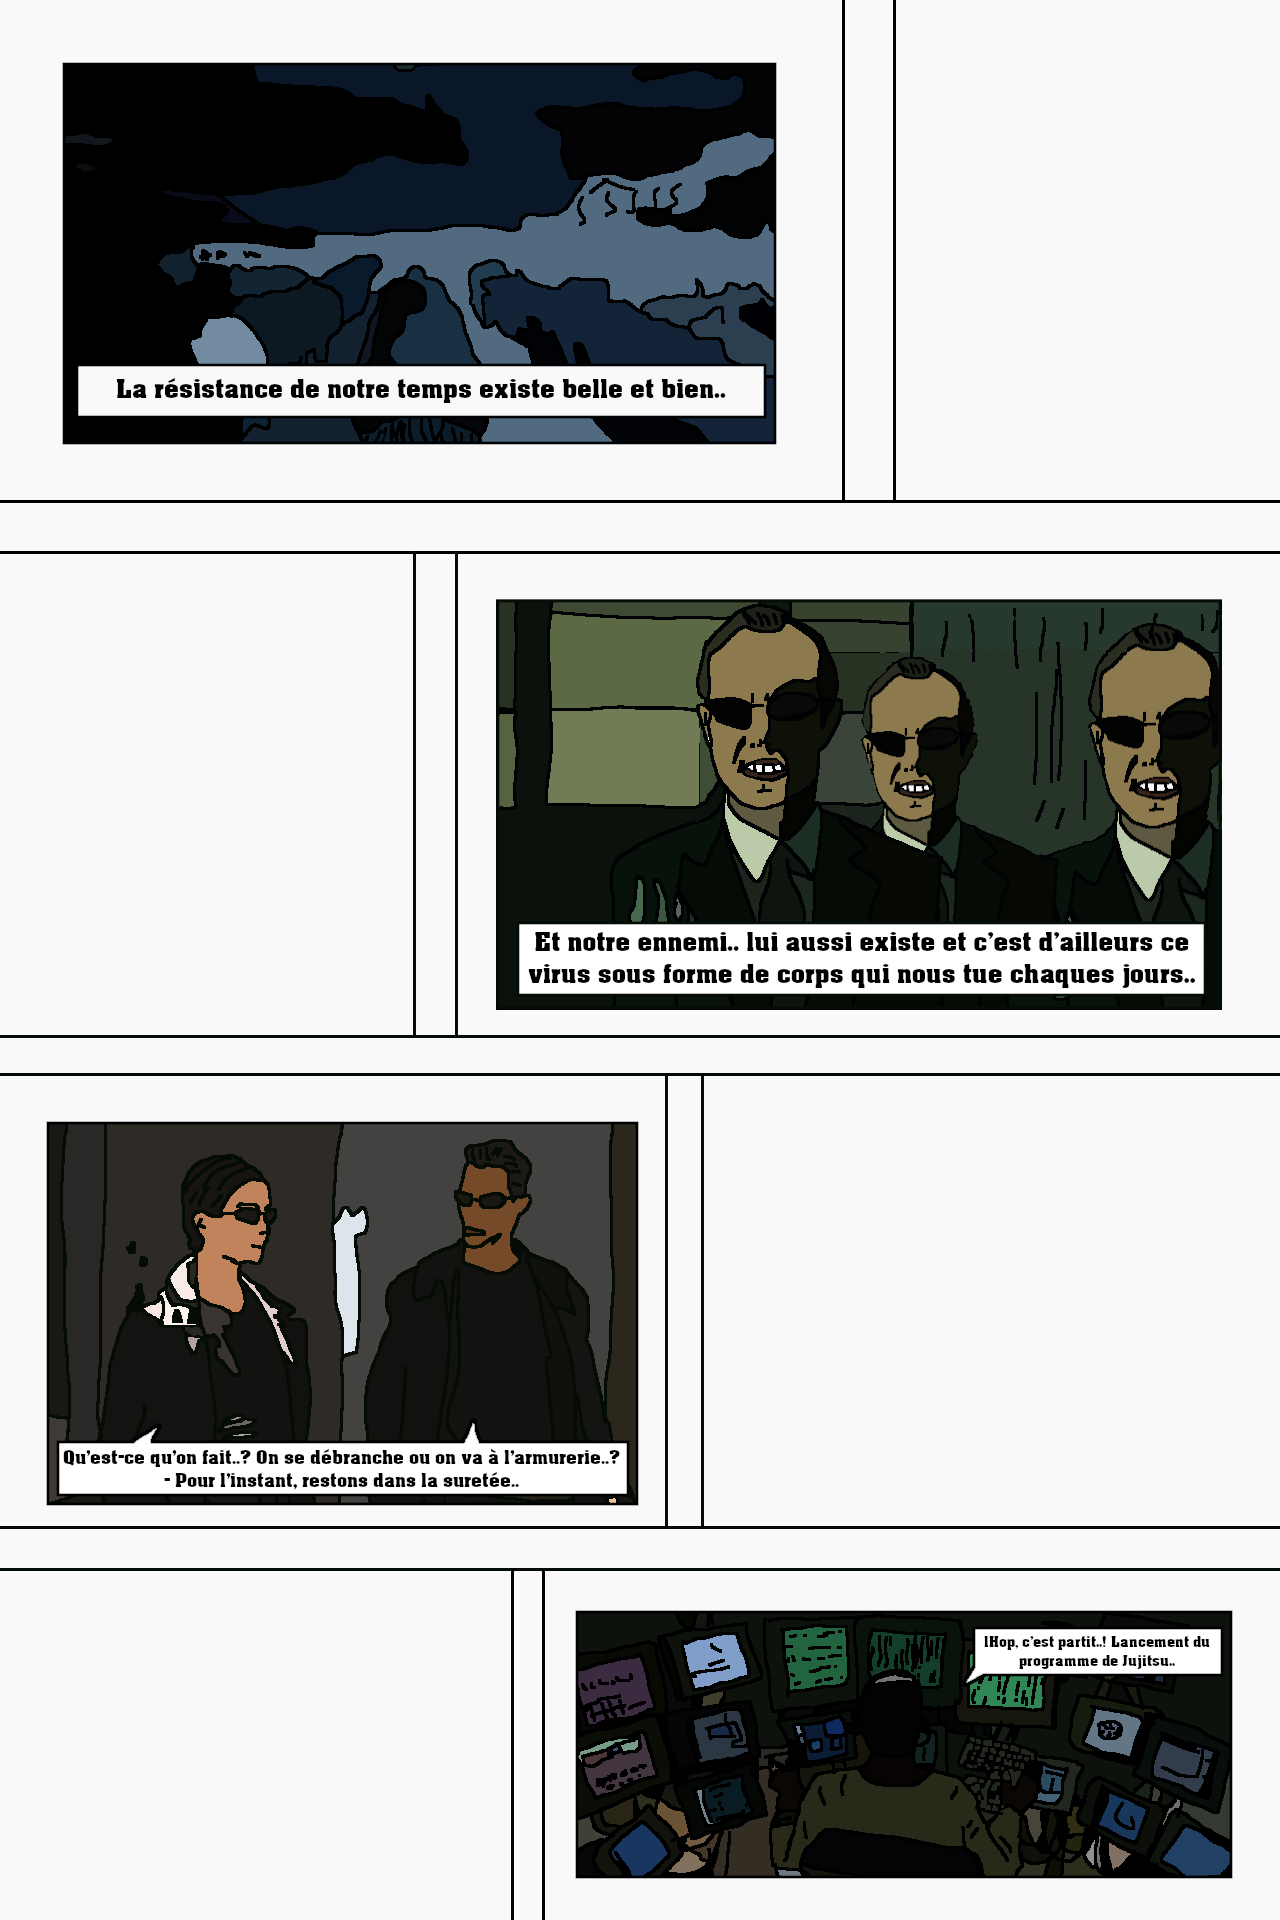 La résistance de notre temps existe belle et bien..
Et notre ennemi.. lui aussi existe et c'est d'ailleurs ce
virus sous forme de corps qui nous tue chaques jours..
Qu'est-ce qu'on fait..? On se débranche ou on va à l'armurerie..?
- Pour l'instant, restons dans la suretée..
lHop, c'est partit..! Lancement du
programme de Jujitsu..